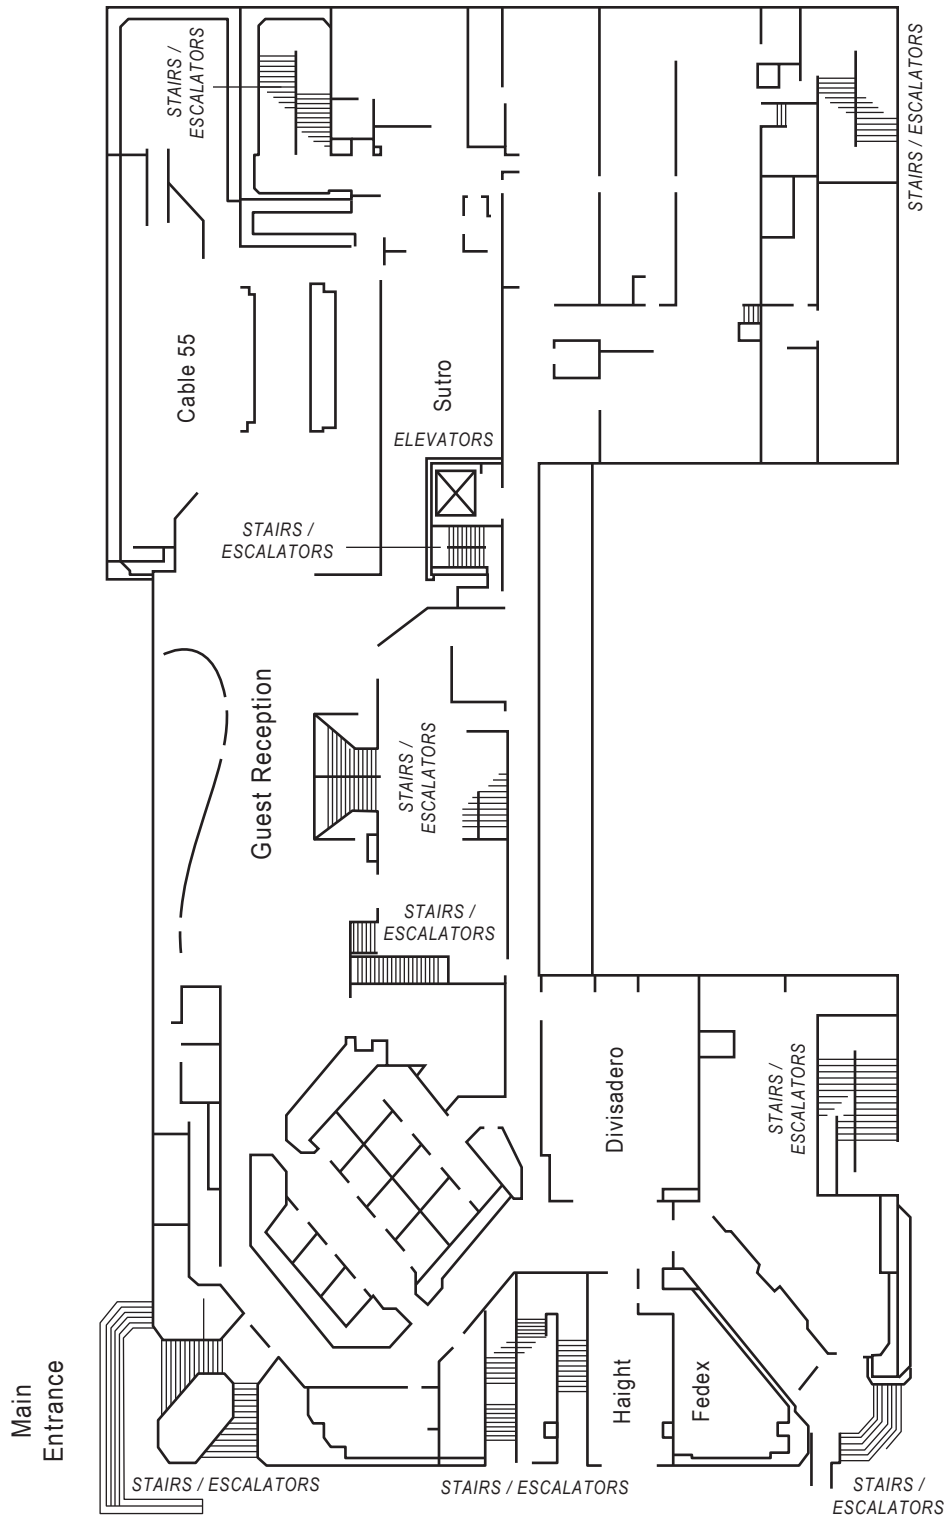 STAIRS /
ESCALATORS
STAIRS / ESCALATORS
Cable 55
Sutro
ELEVATORS
STAIRS /
ESCALATORS
Guest Reception
STAIRS /
ESCALATORS
STAIRS /
ESCALATORS
Divisadero
STAIRS /
ESCALATORS
Main
Entrance
Haight
Fedex
STAIRS / ESCALATORS
STAIRS / ESCALATORS
STAIRS /
ESCALATORS